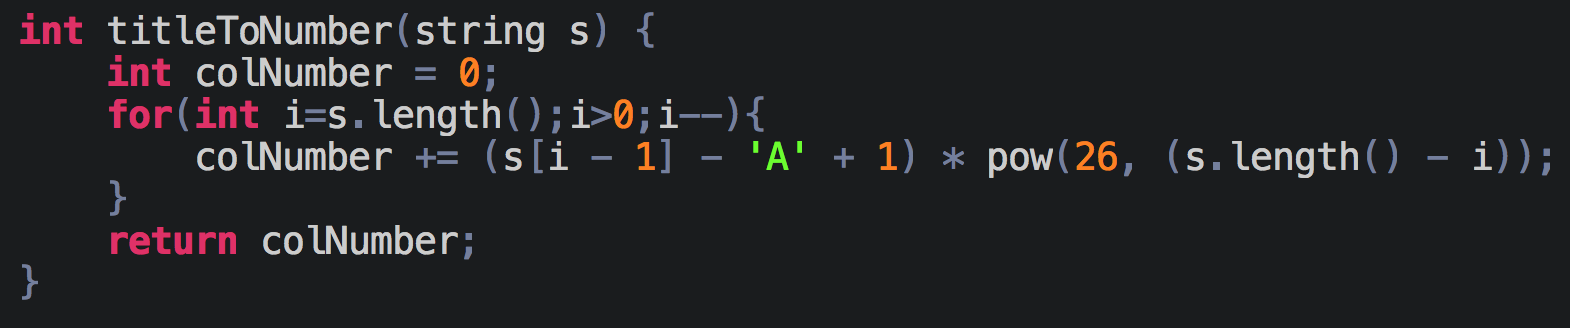 int titleToNumber(string s) {
    int colNumber = 0;
    for(int i=s.length();i>0;i--){
        colNumber += (s[i - 1] - 'A' + 1) * pow(26, (s.length() - i));
    }
    return colNumber;
}